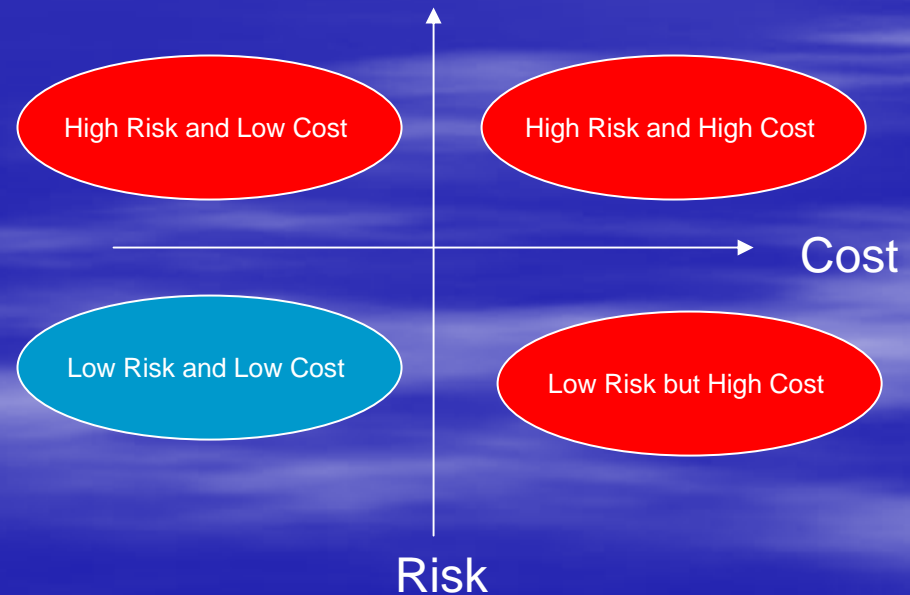 High Risk and Low Cost
High Risk and High Cost
Cost
Low Risk and Low Cost
Low Risk but High Cost
Risk